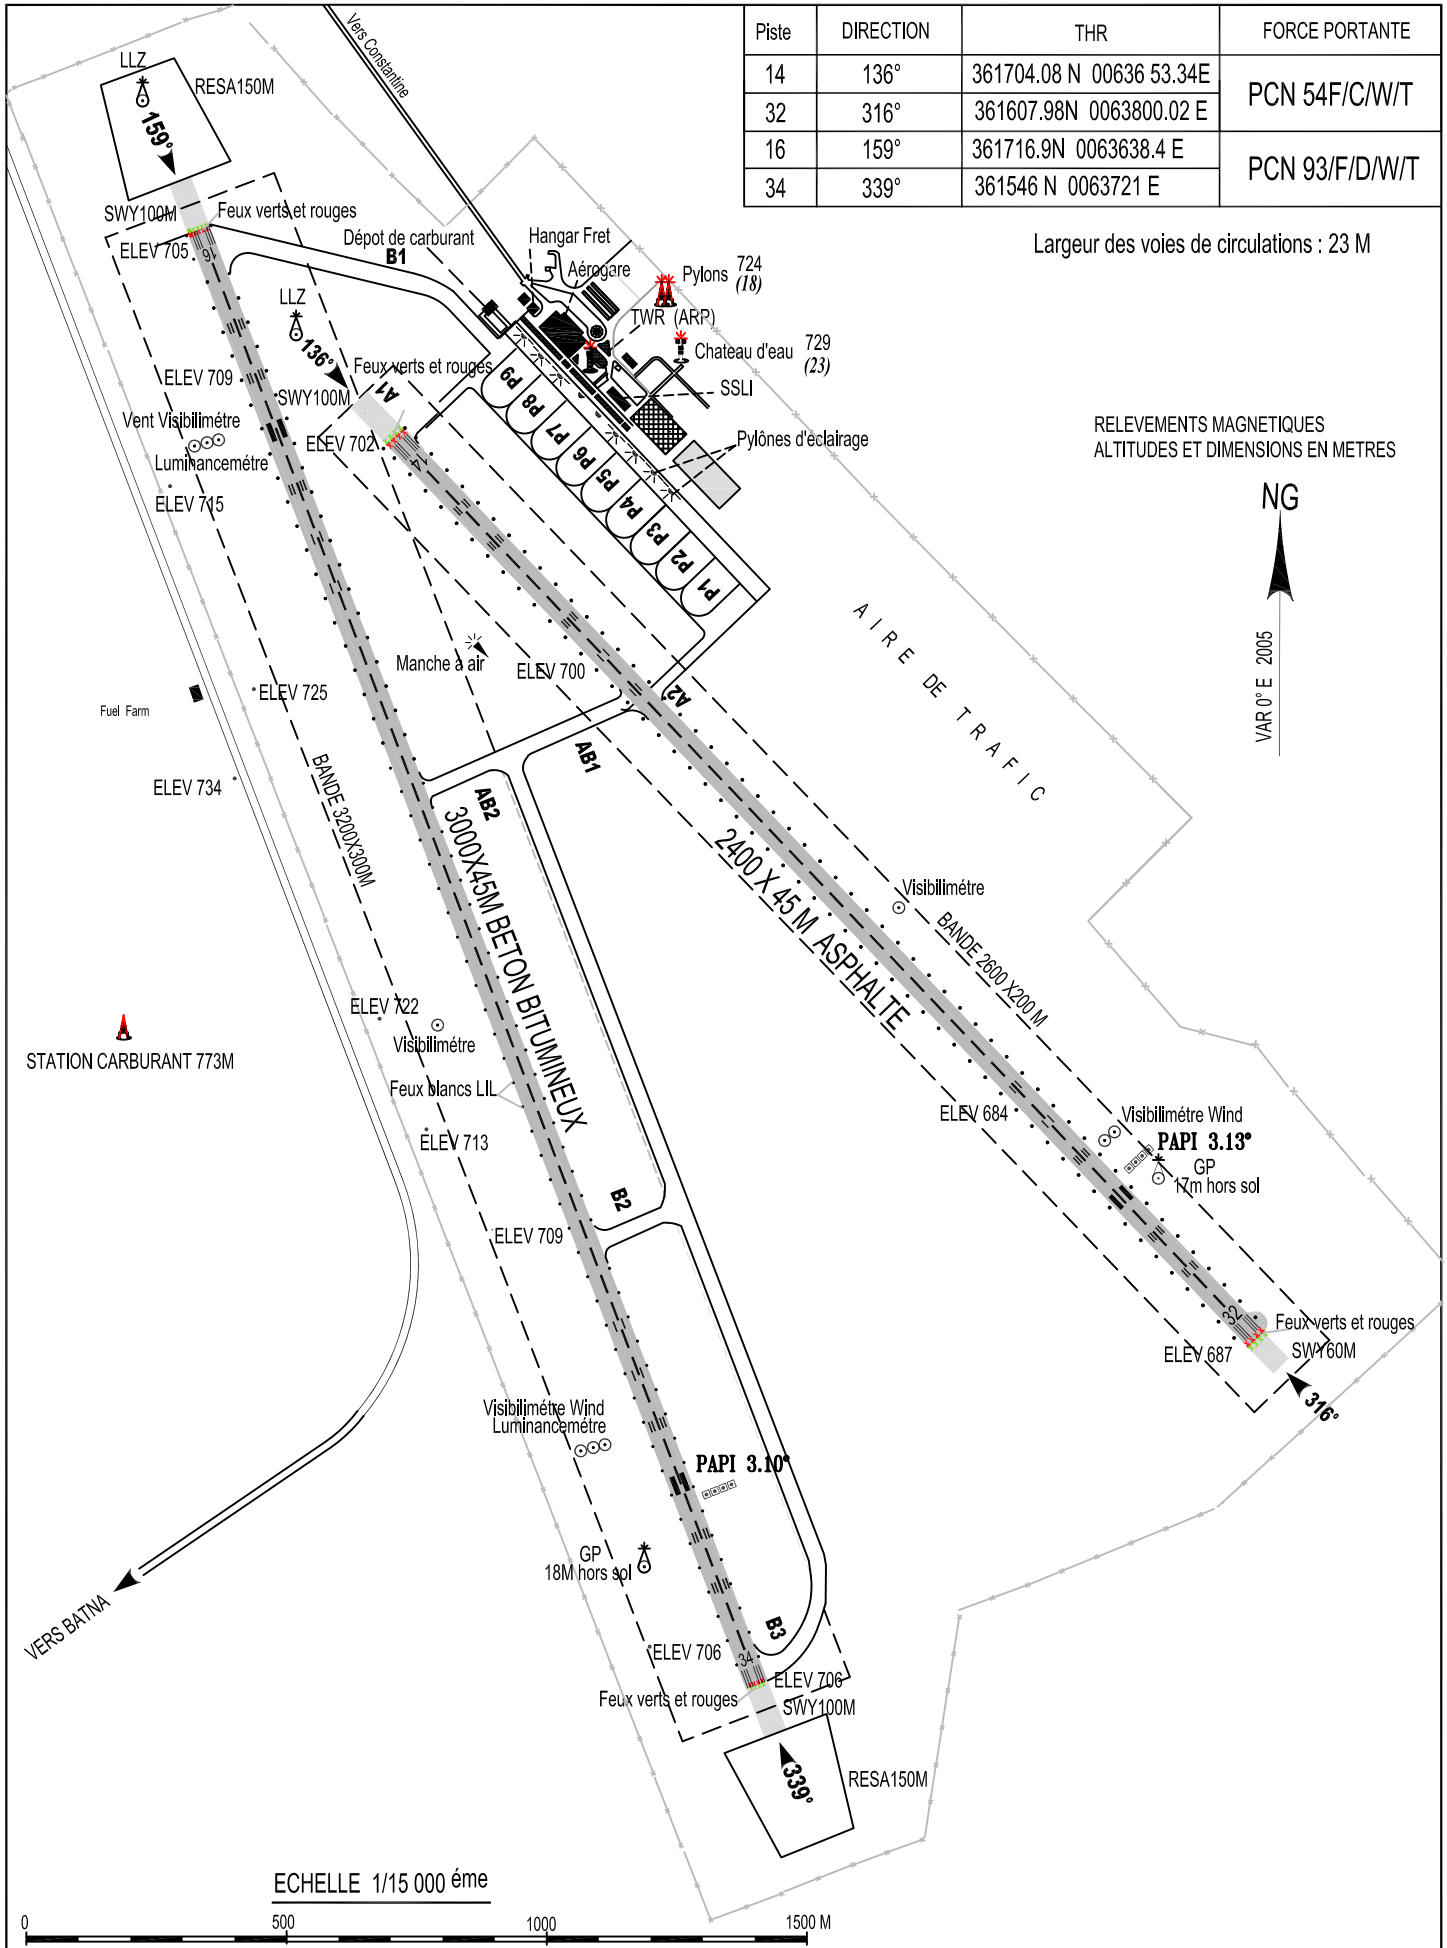 Piste DIRECTION THR FORCE PORTANTE
14 136° 361704.08 N 00636 53.34E PCN 54F/C/W/T
32 316° 361607.98N 0063800.02 E
16 159° 361716.9N 0063638.4 E PCN 93/F/D/W/T
34 339° 361546 N 0063721 E
Largeur des voies de circulations : 23 M
Vers Constantine
LLZ
RESA150M
159°
SWY100M
Feux verts et rouges
ELEV 705
16
Dépot de carburant
B1
Hangar Fret
Aérogare
Pylons 724
(18)
TWR (ARP)
Chateau d'eau 729
(23)
SSLI
Pylônes d'éclairage
LLZ
136°
Feux verts et rouges
SWY100M
A1
ELEV 702
14
ELEV 709
Vent Visibilimétre
Luminancemétre
ELEV 715
P9
P8
P7
P6
P5
P4
P3
P2
P1
RELEVEMENTS MAGNETIQUES
ALTITUDES ET DIMENSIONS EN METRES
NG
VAR 0° E 2005
AIRE DE TRAFIC
Manche a air
ELEV 700
A2
ELEV 725
Fuel Farm
ELEV 734
AB1
AB2
BANDE 3200X300M
3000X45M BETON BITUMINEUX
2400 X 45 M ASPHALTE
Visibilimétre
BANDE 2600 X200 M
ELEV 722
Visibilimétre
STATION CARBURANT 773M
Feux blancs LIL
ELEV 713
ELEV 684
Visibilimétre Wind
PAPI 3.13°
GP
17m hors sol
B2
ELEV 709
32
Feux verts et rouges
ELEV 687
SWY60M
316°
Visibilimétre Wind
Luminancemétre
PAPI 3.10°
GP
18M hors sol
VERS BATNA
B3
ELEV 706
34
ELEV 706
Feux verts et rouges
SWY100M
339°
RESA150M
ECHELLE 1/15 000 éme
0 500 1000 1500 M